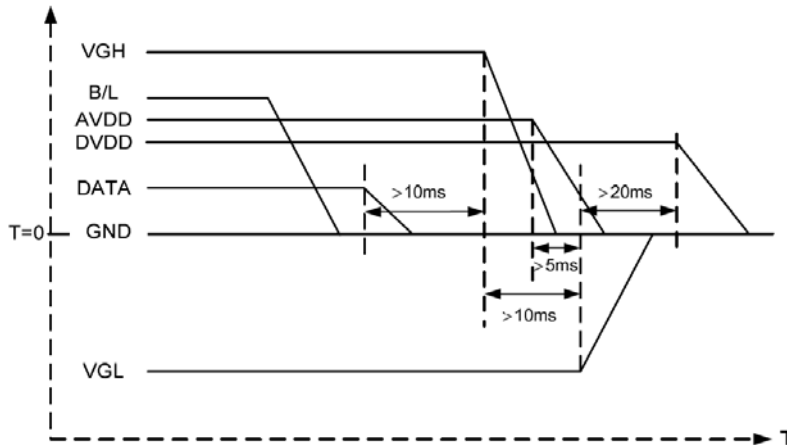 VGH
B/L
AVDD
DVDD
DATA
>10ms
>20ms
T=0
GND
>5ms
>10ms
VGL
T